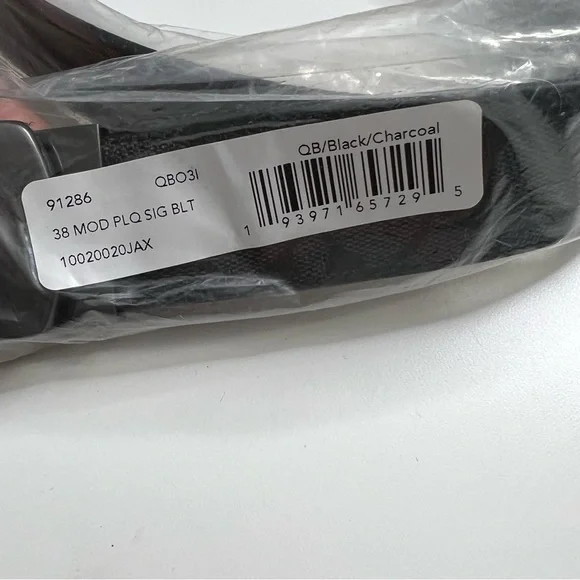 91286 QBO3I QB/Black/Charcoal
38 MOD PLQ SIG BLT
10020020JAX
1 93971 65729 5